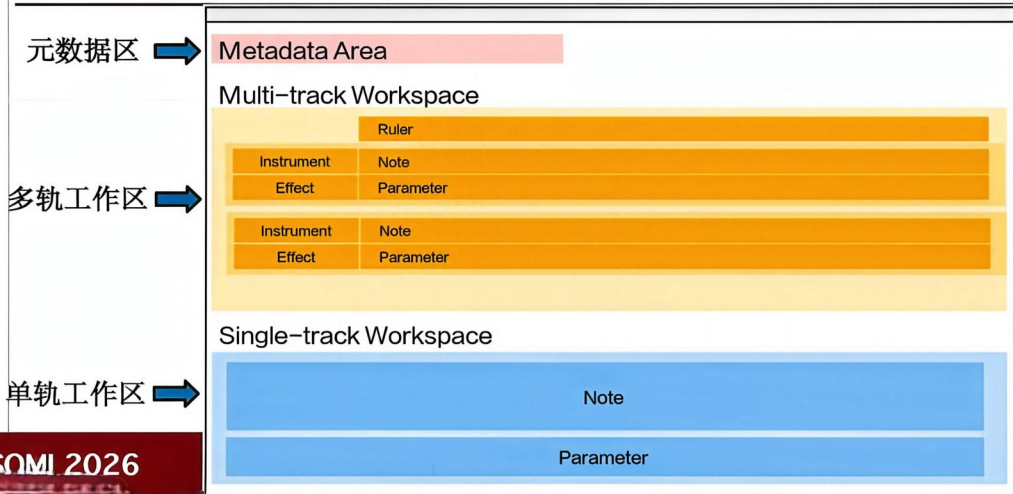 元数据区
Metadata Area
Multi-track Workspace
Ruler
Instrument Note
Effect Parameter
多轨工作区
Instrument Note
Effect Parameter
Single-track Workspace
单轨工作区
Note
Parameter
SOMI 2026